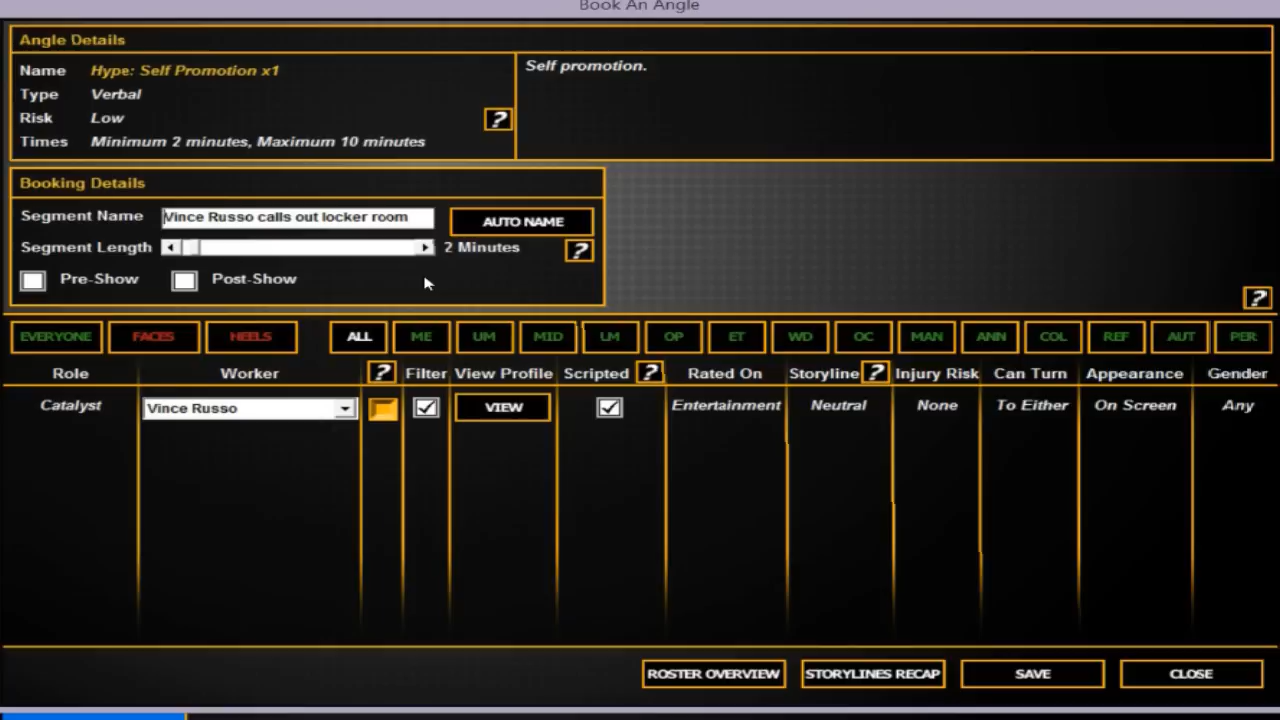 Book An Angle
Angle Details
Name Hype: Self Promotion x1
Type Verbal
Risk Low
?
Times Minimum 2 minutes, Maximum 10 minutes
Self promotion.
Booking Details
Segment Name Vince Russo calls out locker room AUTO NAME
Segment Length 2 Minutes ?
Pre-Show Post-Show
?
EVERYONE FACES HEELS ALL ME UM MID LM OP ET WD OC MAN ANN COL REF AUT PER
Role Worker ? Filter View Profile Scripted ? Rated On Storyline ? Injury Risk Can Turn Appearance Gender
Catalyst Vince Russo VIEW Entertainment Neutral None To Either On Screen Any
ROSTER OVERVIEW STORYLINES RECAP SAVE CLOSE